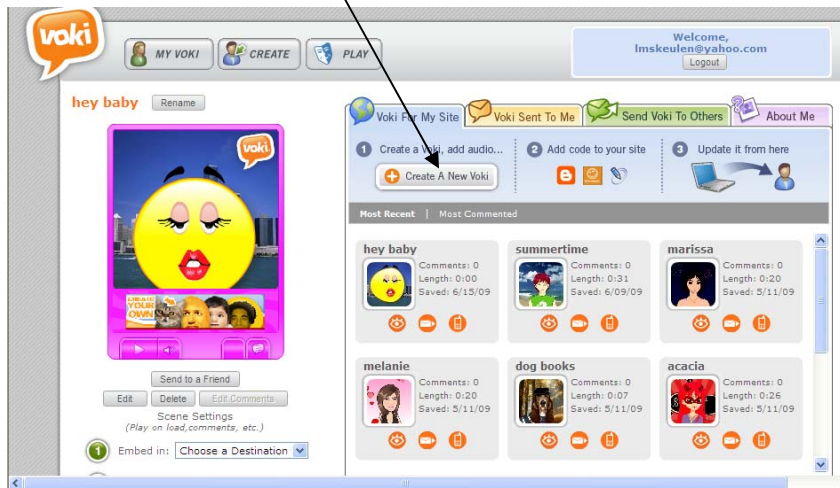 voki
MY VOKI
CREATE
PLAY
Welcome,
lmskeulen@yahoo.com
Logout
hey baby
Rename
voki
CREATE
YOUR
OWN
Send to a Friend
Edit
Delete
Edit Comments
Scene Settings
(Play on load,comments, etc.)
1 Embed in: Choose a Destination
Voki For My Site
Voki Sent To Me
Send Voki To Others
About Me
1 Create a Voki, add audio...
Create A New Voki
2 Add code to your site
3 Update it from here
Most Recent | Most Commented
hey baby
Comments: 0
Length: 0:00
Saved: 6/15/09
summertime
Comments: 0
Length: 0:31
Saved: 6/09/09
marissa
Comments: 0
Length: 0:20
Saved: 5/11/09
melanie
Comments: 0
Length: 0:20
Saved: 5/11/09
dog books
Comments: 0
Length: 0:07
Saved: 5/11/09
acacia
Comments: 0
Length: 0:26
Saved: 5/11/09